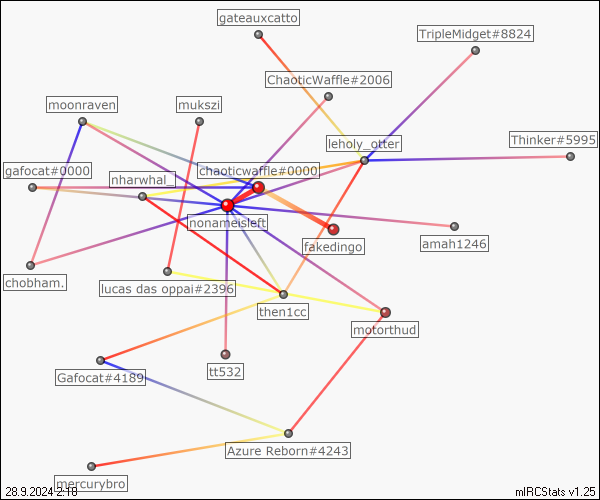 gateauxcatto
TripleMidget#8824
ChaoticWaffle#2006
moonraven
mukszi
leholy_otter
Thinker#5995
gafocat#0000
chaoticwaffle#0000
nharwhal_
nonameisleft
fakedingo
amah1246
chobham.
lucas das oppai#2396
then1cc
motorthud
tt532
Gafocat#4189
Azure Reborn#4243
mercurybro
28.9.2024 2:18
mIRCStats v1.25